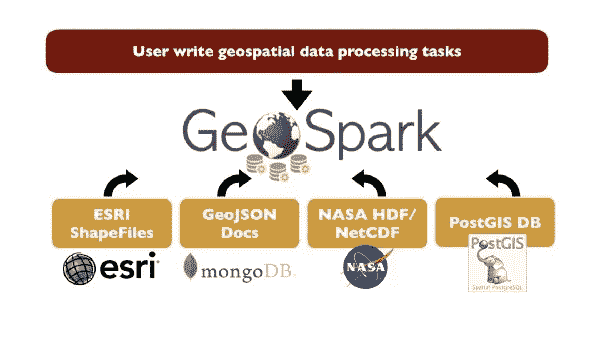 User write geospatial data processing tasks
GeoSpark
ESRI
ShapeFiles
GeoJSON
Docs
NASA HDF/
NetCDF
PostGIS DB
esri
mongoDB
NASA
PostGIS
Spatial PostgreSQL